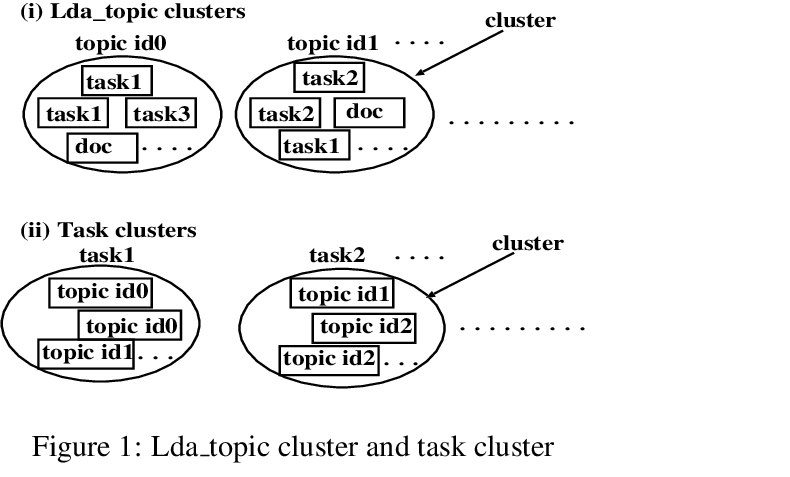 (i) Lda_topic clusters
cluster
topic id0
topic id1 . . . .
task1
task1 task3
doc . . . .
task2
task2 doc
task1 . . . .
. . . . . . . . .
(ii) Task clusters
cluster
task1
task2 . . . .
topic id0
topic id0
topic id1 . . .
topic id1
topic id2
topic id2 . . .
. . . . . . . . .
Figure 1: Lda_topic cluster and task cluster